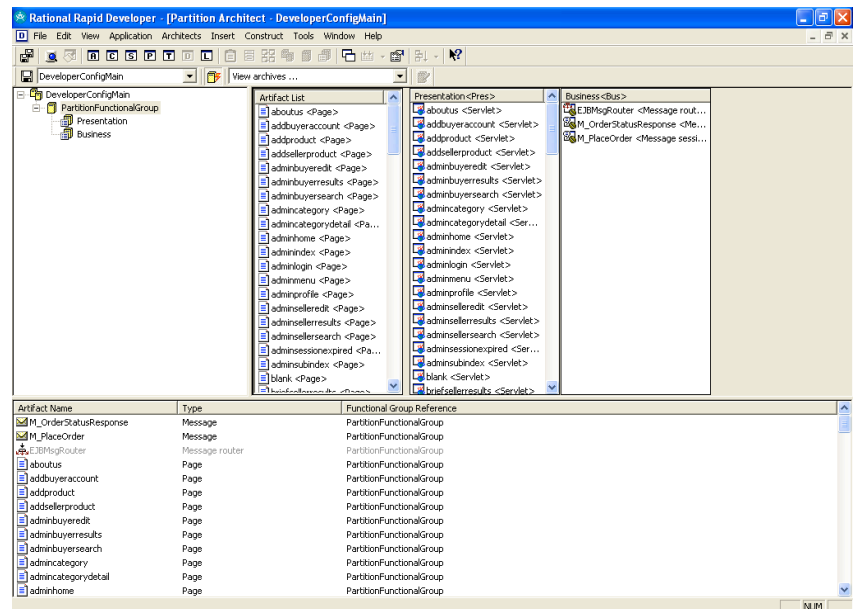 Rational Rapid Developer - [Partition Architect - DeveloperConfigMain]
File Edit View Application Architects Insert Construct Tools Window Help
A C S P T D L
DeveloperConfigMain View archives ...
DeveloperConfigMain
PartitionFunctionalGroup
Presentation
Business
Artifact List
aboutus <Page>
addbuyeraccount <Page>
addproduct <Page>
addsellerproduct <Page>
adminbuyeredit <Page>
adminbuyerresults <Page>
adminbuyersearch <Page>
admincategory <Page>
admincategorydetail <Pa...
adminhome <Page>
adminindex <Page>
adminlogin <Page>
adminmenu <Page>
adminprofile <Page>
adminselleredit <Page>
adminsellerresults <Page>
adminsellersearch <Page>
adminsessionexpired <Pa...
adminsubindex <Page>
blank <Page>
briefsellerresults <Page>
Presentation<Pres>
aboutus <Servlet>
addbuyeraccount <Servlet>
addproduct <Servlet>
addsellerproduct <Servlet>
adminbuyeredit <Servlet>
adminbuyerresults <Servlet>
adminbuyersearch <Servlet>
admincategory <Servlet>
admincategorydetail <Ser...
adminhome <Servlet>
adminindex <Servlet>
adminlogin <Servlet>
adminmenu <Servlet>
adminprofile <Servlet>
adminselleredit <Servlet>
adminsellerresults <Servlet>
adminsellersearch <Servlet>
adminsessionexpired <Ser...
adminsubindex <Servlet>
blank <Servlet>
briefsellerresults <Servlet>
Business<Bus>
EJBMsgRouter <Message rout...
M_OrderStatusResponse <Me...
M_PlaceOrder <Message sessi...
Artifact Name Type Functional Group Reference
M_OrderStatusResponse Message PartitionFunctionalGroup
M_PlaceOrder Message PartitionFunctionalGroup
EJBMsgRouter Message router PartitionFunctionalGroup
aboutus Page PartitionFunctionalGroup
addbuyeraccount Page PartitionFunctionalGroup
addproduct Page PartitionFunctionalGroup
addsellerproduct Page PartitionFunctionalGroup
adminbuyeredit Page PartitionFunctionalGroup
adminbuyerresults Page PartitionFunctionalGroup
adminbuyersearch Page PartitionFunctionalGroup
admincategory Page PartitionFunctionalGroup
admincategorydetail Page PartitionFunctionalGroup
adminhome Page PartitionFunctionalGroup
NUM